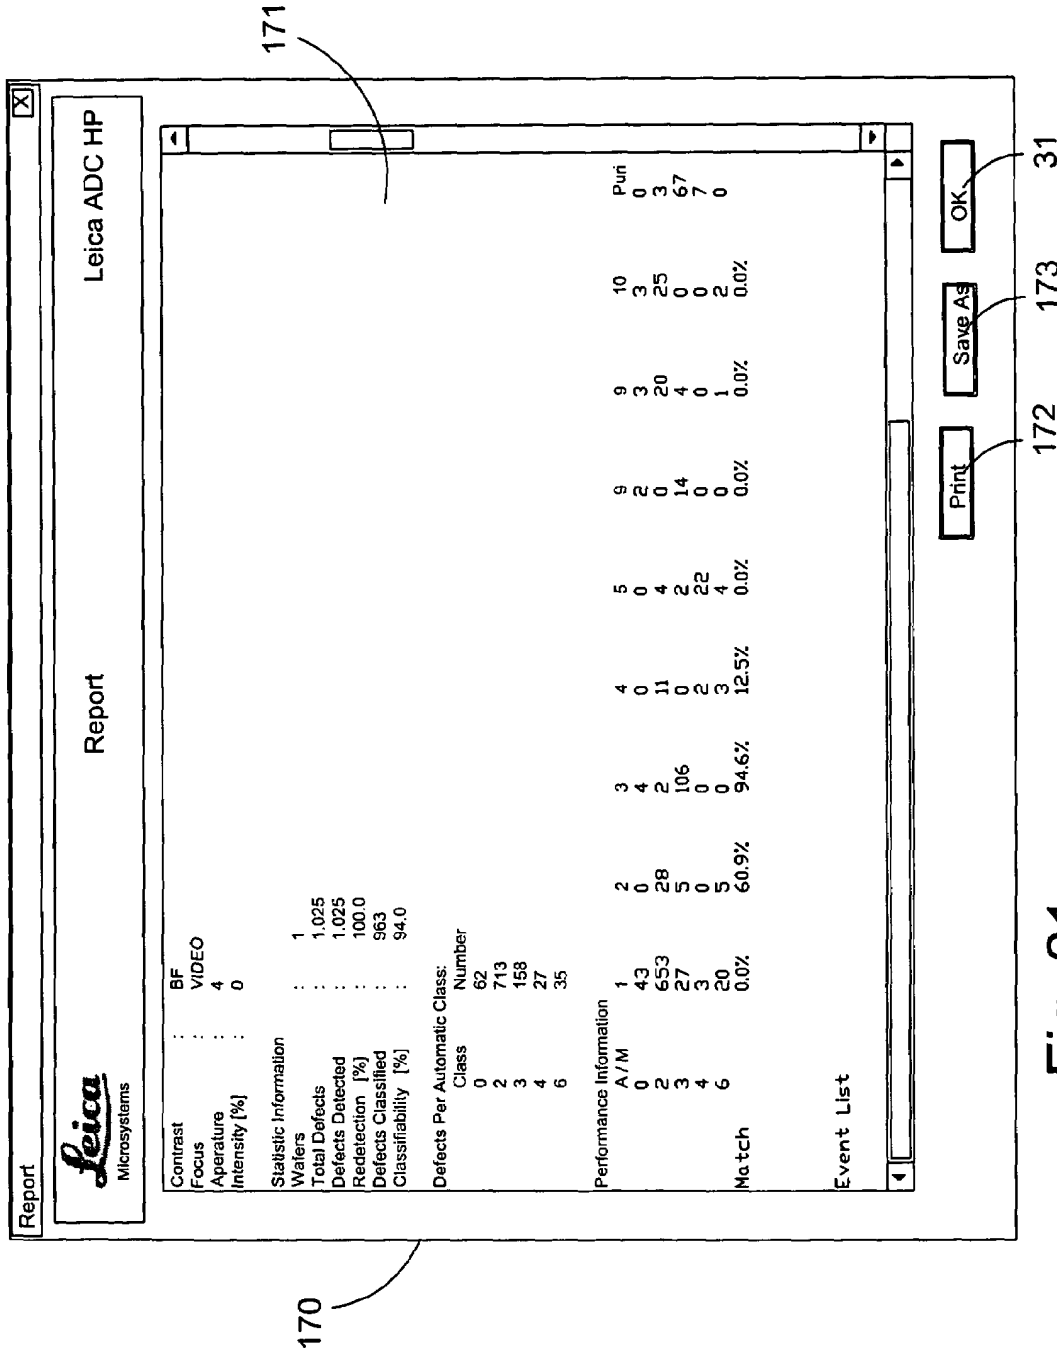 Report X
Leica Report Leica ADC HP
Microsystems
Contrast : BF
Focus : VIDEO
Aperature : 4
Intensity [%] : 0
Statistic Information
Wafers : 1
Total Defects : 1.025
Defects Detected : 1.025
Redetection [%] : 100.0
Defects Classified : 963
Classifiability [%] : 94.0
Defects Per Automatic Class:
Class Number
0 62
2 713
3 158
4 27
6 35
Performance Information
A / M 1 2 3 4 5 9 9 10 Puri
0 43 0 4 0 0 2 3 3 0
2 653 28 2 11 4 0 20 25 3
3 27 5 106 0 2 14 4 0 67
4 3 0 0 2 22 0 0 0 7
6 20 5 0 3 4 0 1 2 0
Match 0.0% 60.9% 94.6% 12.5% 0.0% 0.0% 0.0% 0.0%
Event List
Print Save As OK
170
171
172
173
31